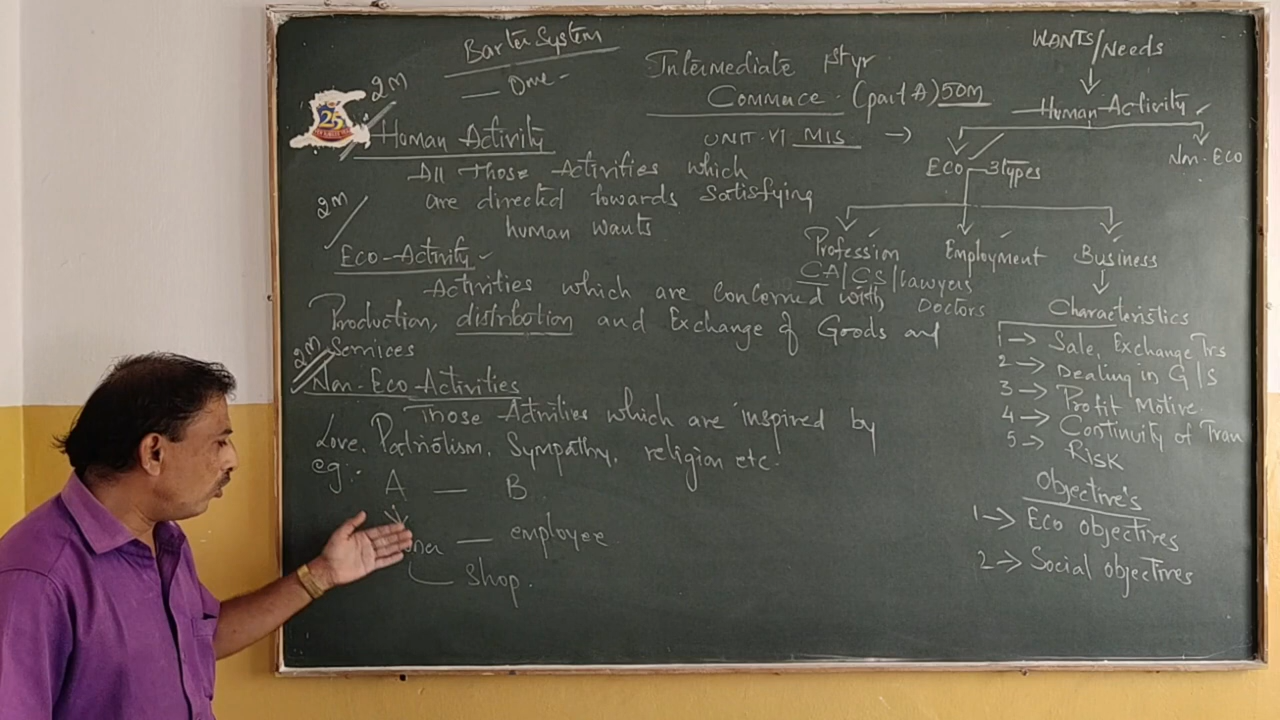 Barter System
2m — One -
Intermediate 1st yr
Commace - (part A) 50m
Human Activity
UNIT-VI MIS →
All Those Activities which
are directed towards Satisfying
human wants
2m
Eco-Activity
Activities which are concerned with
Production, distribution and Exchange of Goods and
Services
2m
Non-Eco Activities
Those Activities which are inspired by
Love, Patriotism, Sympathy, religion etc.
eg:- A — B
— employee
Shop.
WANTS/Needs
Human Activity
Eco - 3 types
Non-Eco
Profession Employment Business
CA/CS/Lawyers
Doctors
Characteristics
1 → Sale, Exchange Trs
2 → Dealing in G/S
3 → Profit Motive
4 → Continuity of Tran
5 → Risk
Objective's
1 → Eco objectives
2 → Social objectives
25